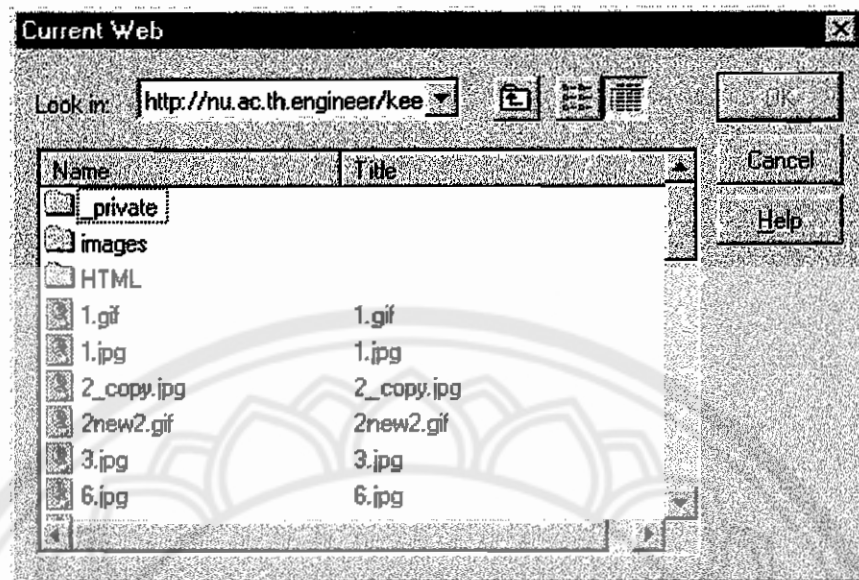 Current Web
Look in: http://nu.ac.th.engineer/kee
OK
Cancel
Help
Name Title
_private
images
HTML
1.gif 1.gif
1.jpg 1.jpg
2_copy.jpg 2_copy.jpg
2new2.gif 2new2.gif
3.jpg 3.jpg
6.jpg 6.jpg